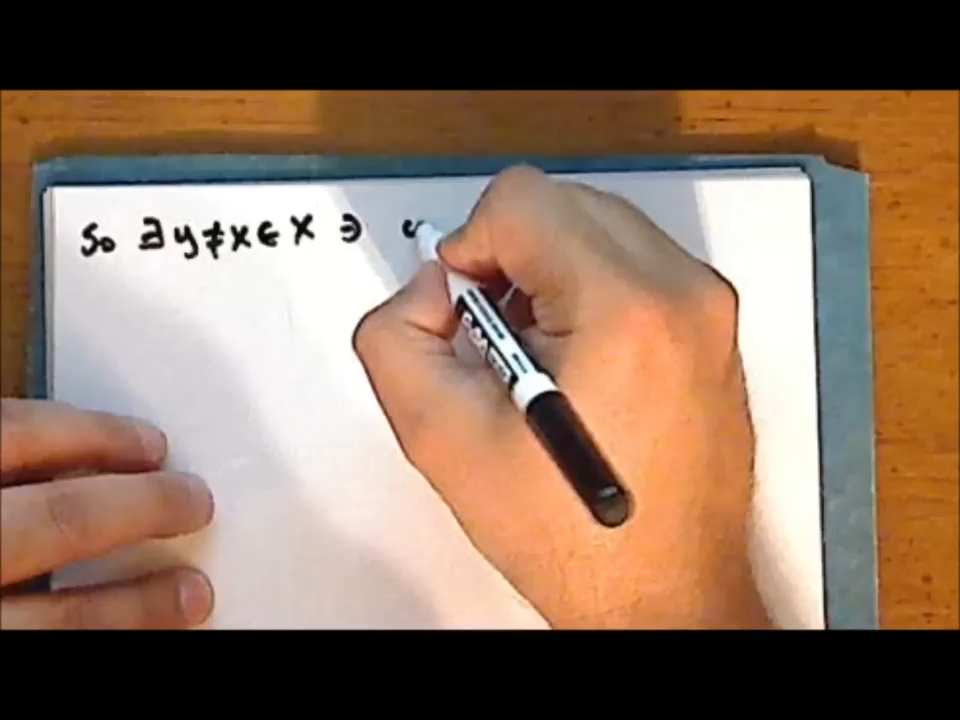 So ∃ y ≠ x ∈ X ∋